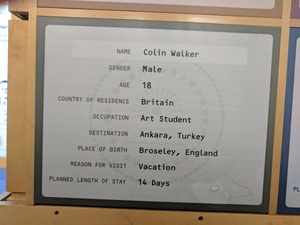 NAME Colin Walker
GENDER Male
AGE 18
COUNTRY OF RESIDENCE Britain
OCCUPATION Art Student
DESTINATION Ankara, Turkey
PLACE OF BIRTH Broseley, England
REASON FOR VISIT Vacation
PLANNED LENGTH OF STAY 14 Days